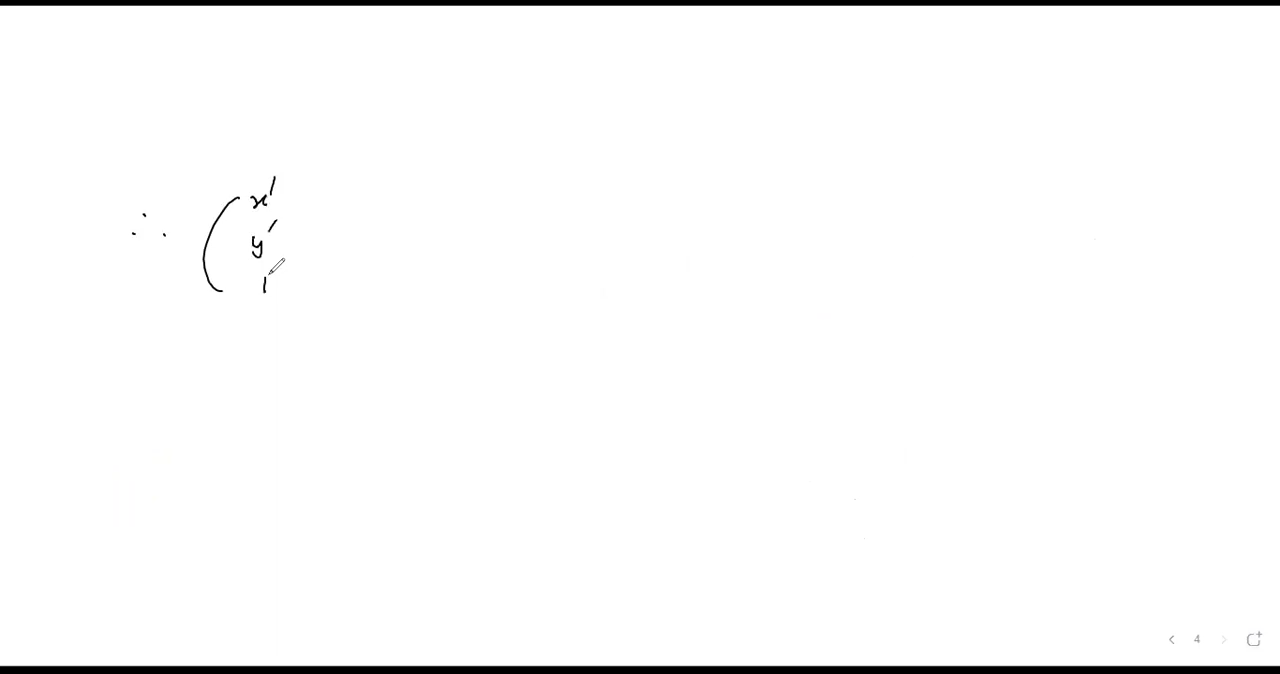 ∴ ( x'
y'
1
< 4 >